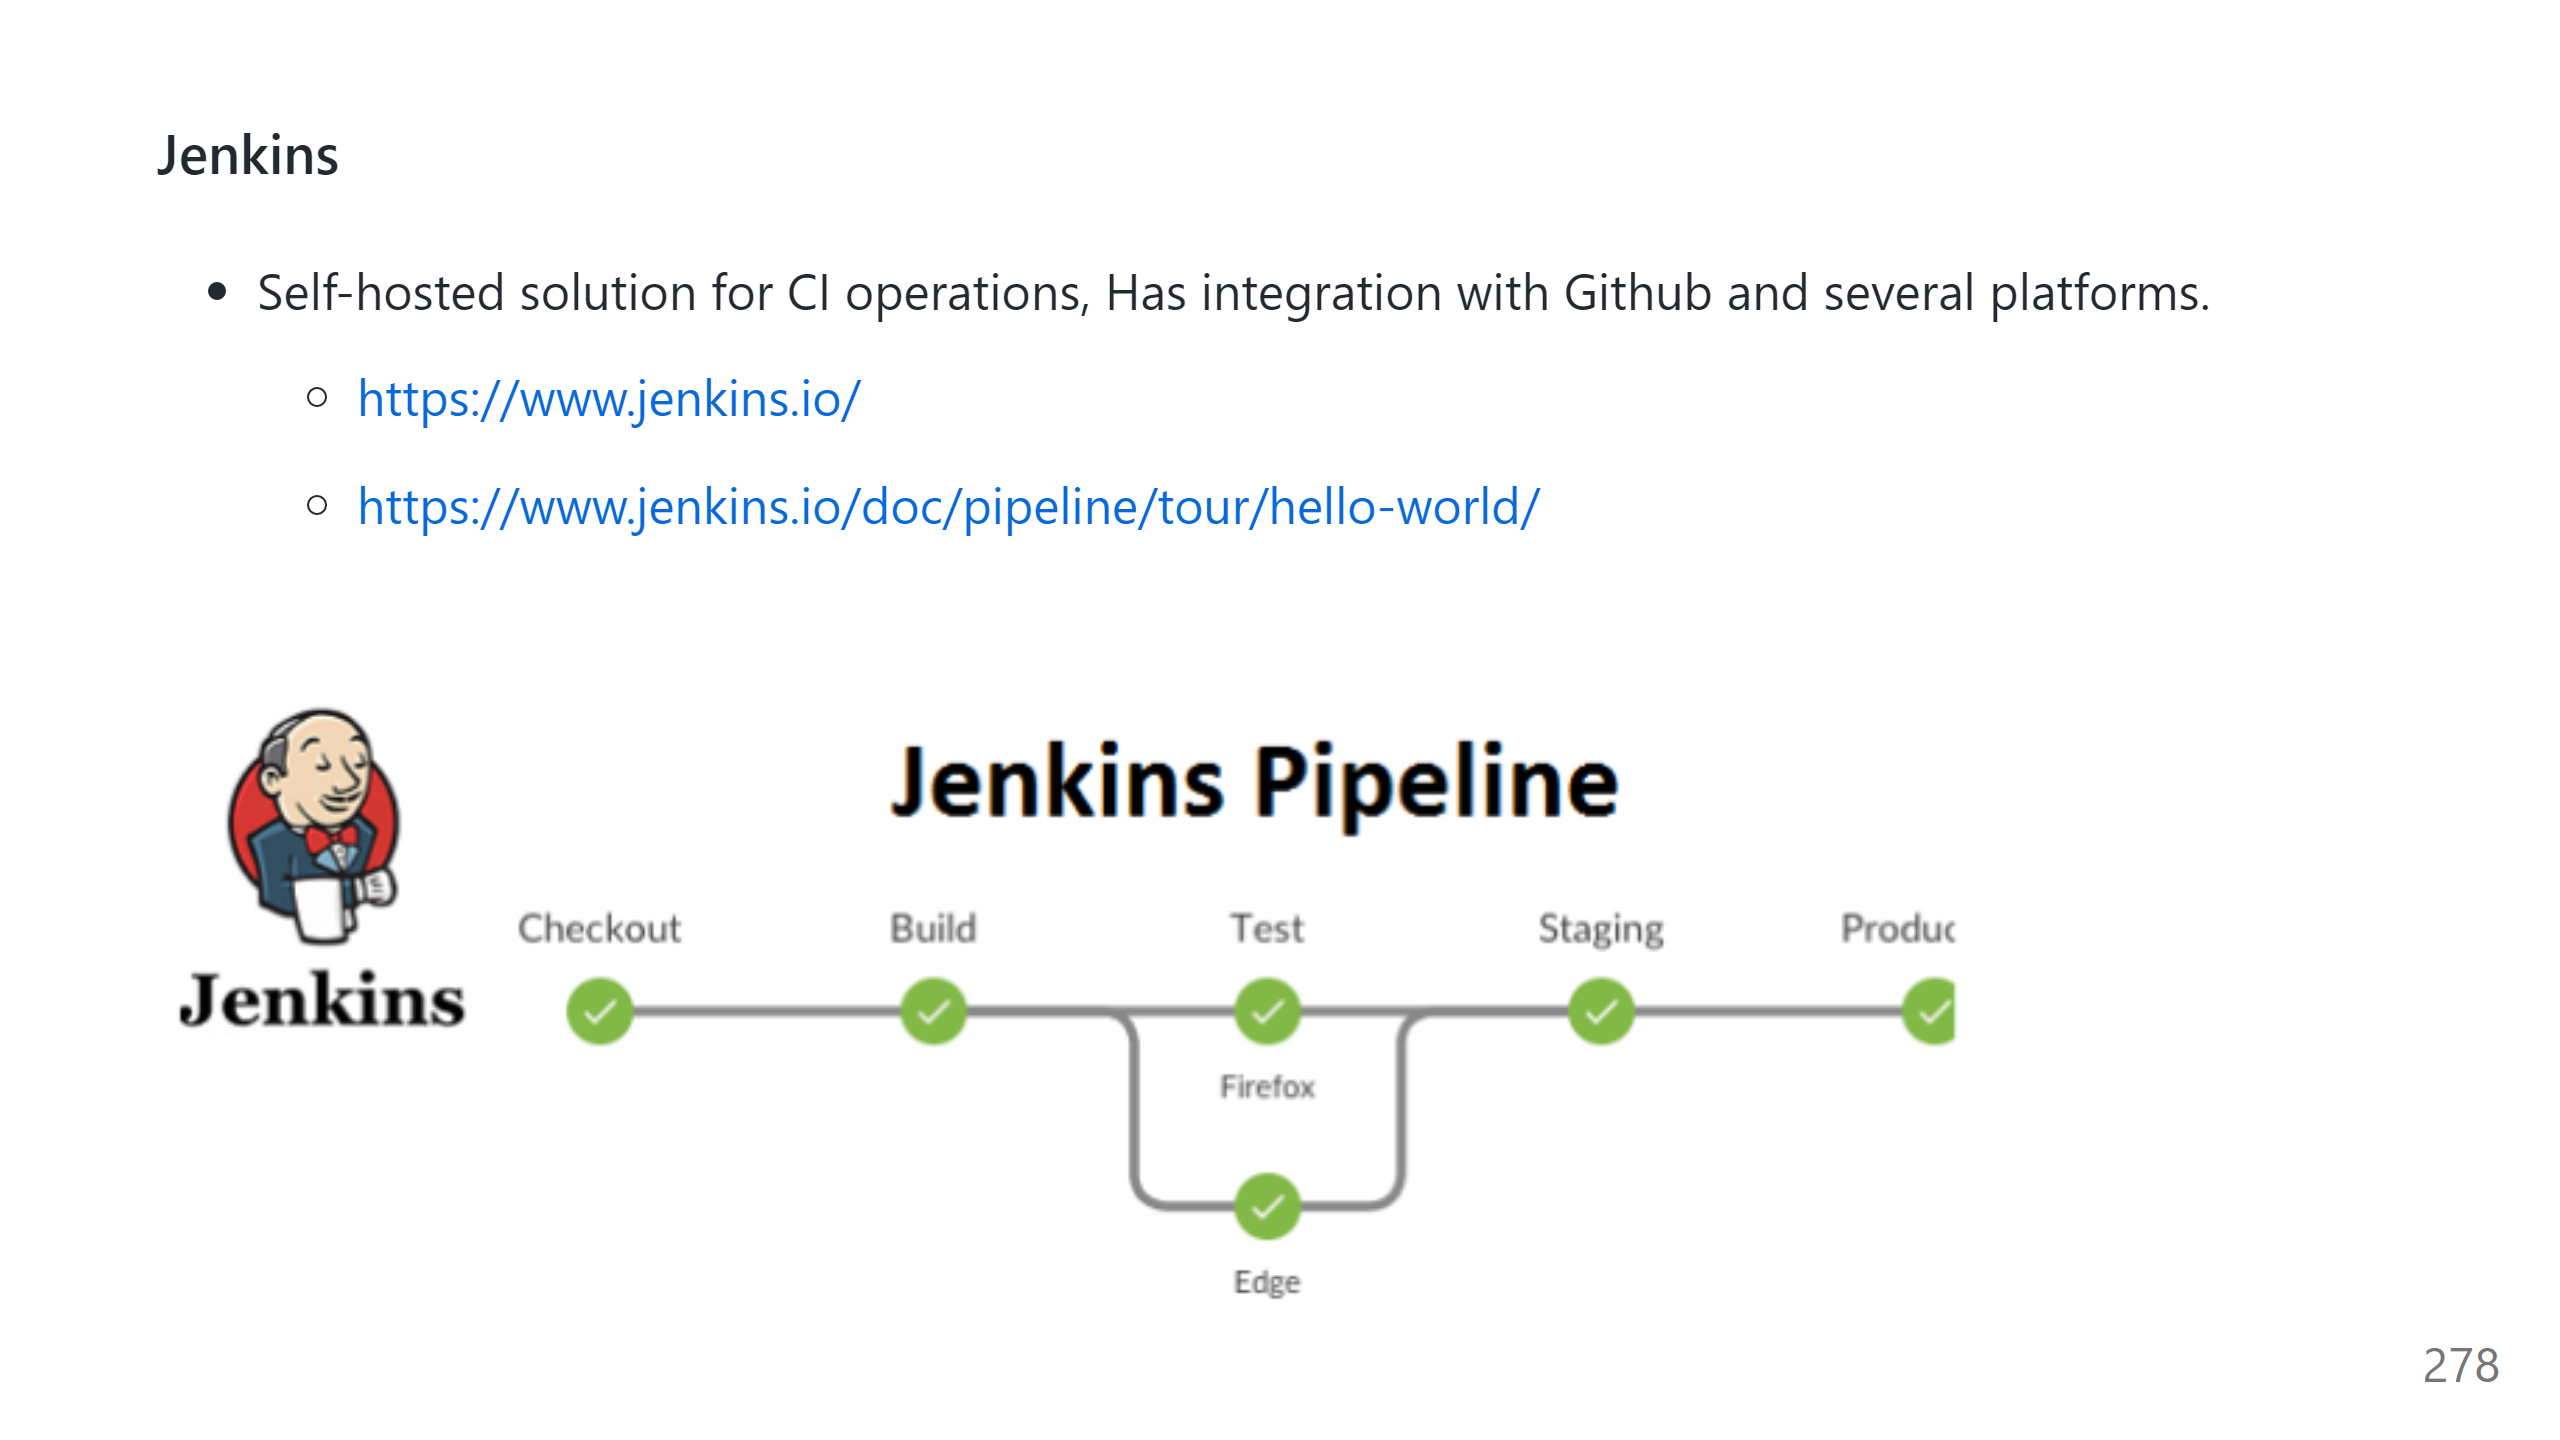 Jenkins
Self-hosted solution for CI operations, Has integration with Github and several platforms.
https://www.jenkins.io/
https://www.jenkins.io/doc/pipeline/tour/hello-world/
Jenkins Pipeline
Jenkins
Checkout Build Test Staging Produc
Firefox
Edge
278